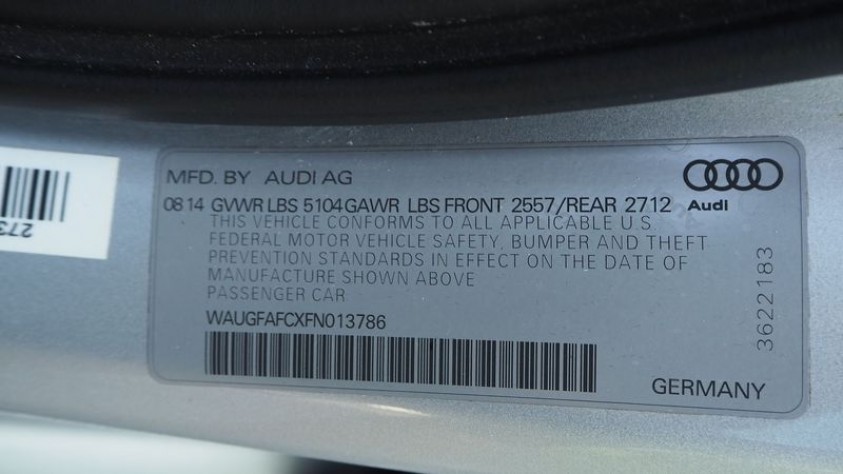 MFD. BY AUDI AG
Audi
08 14 GVWR LBS 5104 GAWR LBS FRONT 2557/REAR 2712
THIS VEHICLE CONFORMS TO ALL APPLICABLE U.S.
FEDERAL MOTOR VEHICLE SAFETY, BUMPER AND THEFT
PREVENTION STANDARDS IN EFFECT ON THE DATE OF
MANUFACTURE SHOWN ABOVE
PASSENGER CAR
WAUGFAFCXFN013786
GERMANY
3622183